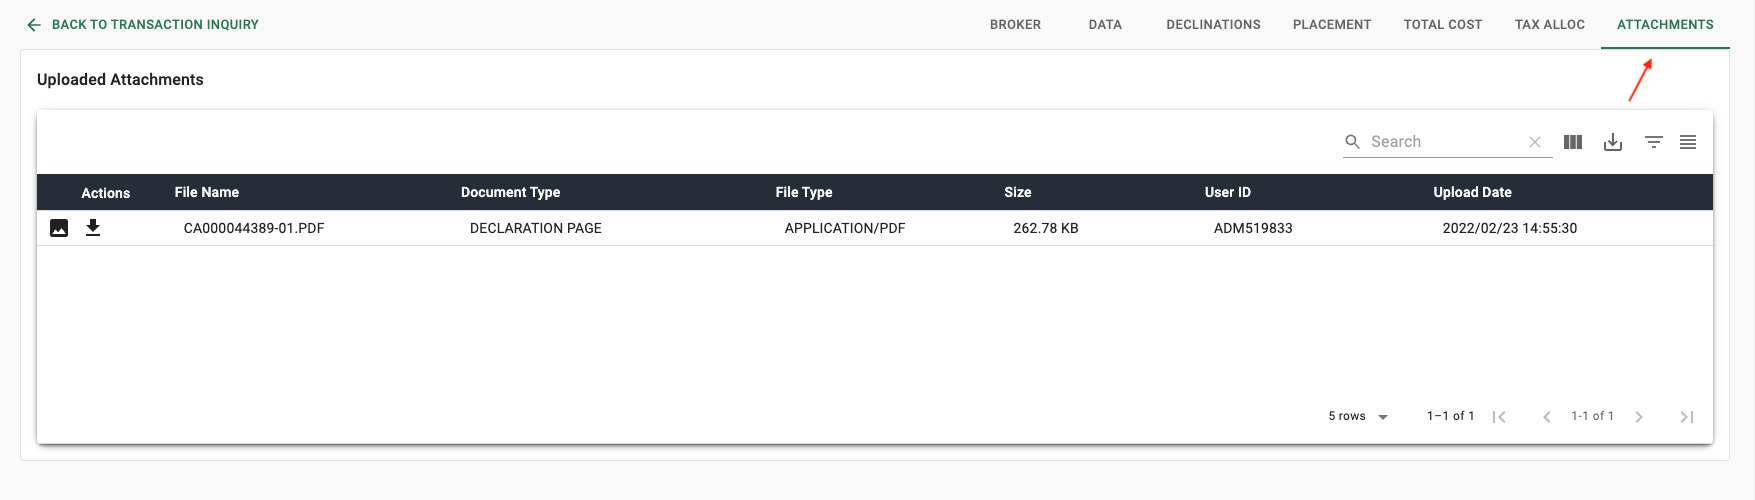 BACK TO TRANSACTION INQUIRY
BROKER DATA DECLINATIONS PLACEMENT TOTAL COST TAX ALLOC ATTACHMENTS
Uploaded Attachments
Search
Actions File Name Document Type File Type Size User ID Upload Date
CA000044389-01.PDF DECLARATION PAGE APPLICATION/PDF 262.78 KB ADM519833 2022/02/23 14:55:30
5 rows 1–1 of 1 1-1 of 1